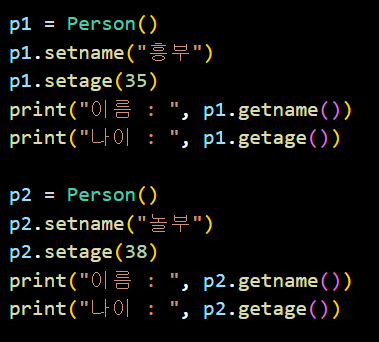 p1 = Person()
p1.setname("흥부")
p1.setage(35)
print("이름 : ", p1.getname())
print("나이 : ", p1.getage())
p2 = Person()
p2.setname("놀부")
p2.setage(38)
print("이름 : ", p2.getname())
print("나이 : ", p2.getage())